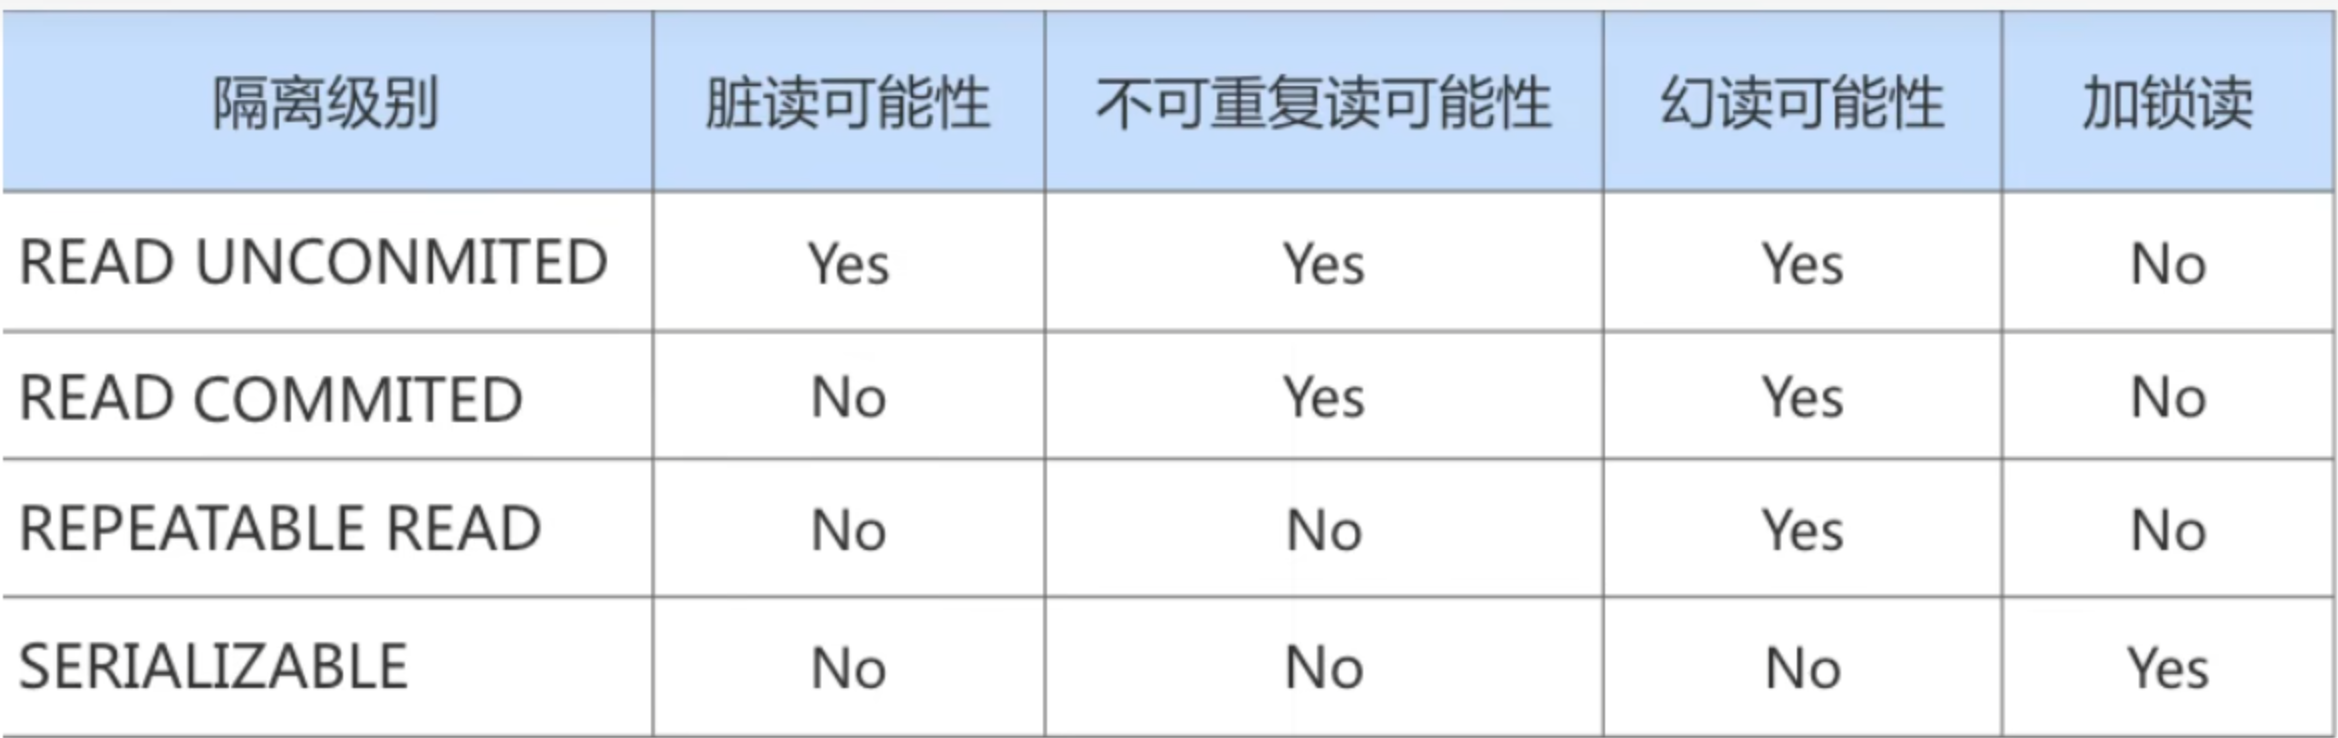 隔离级别 脏读可能性 不可重复读可能性 幻读可能性 加锁读
READ UNCONMITED Yes Yes Yes No
READ COMMITED No Yes Yes No
REPEATABLE READ No No Yes No
SERIALIZABLE No No No Yes